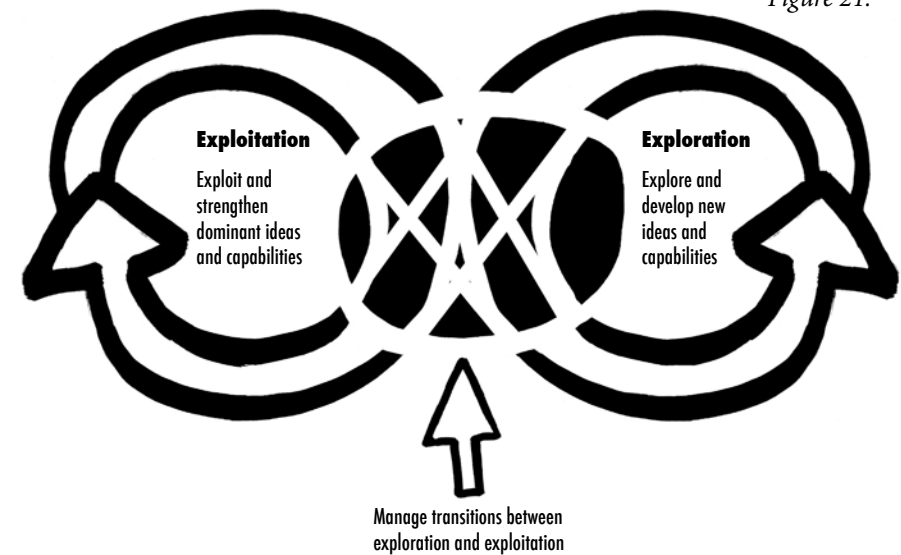 Figure 21.
Exploitation
Exploit and
strengthen
dominant ideas
and capabilities
Exploration
Explore and
develop new
ideas and
capabilities
Manage transitions between
exploration and exploitation